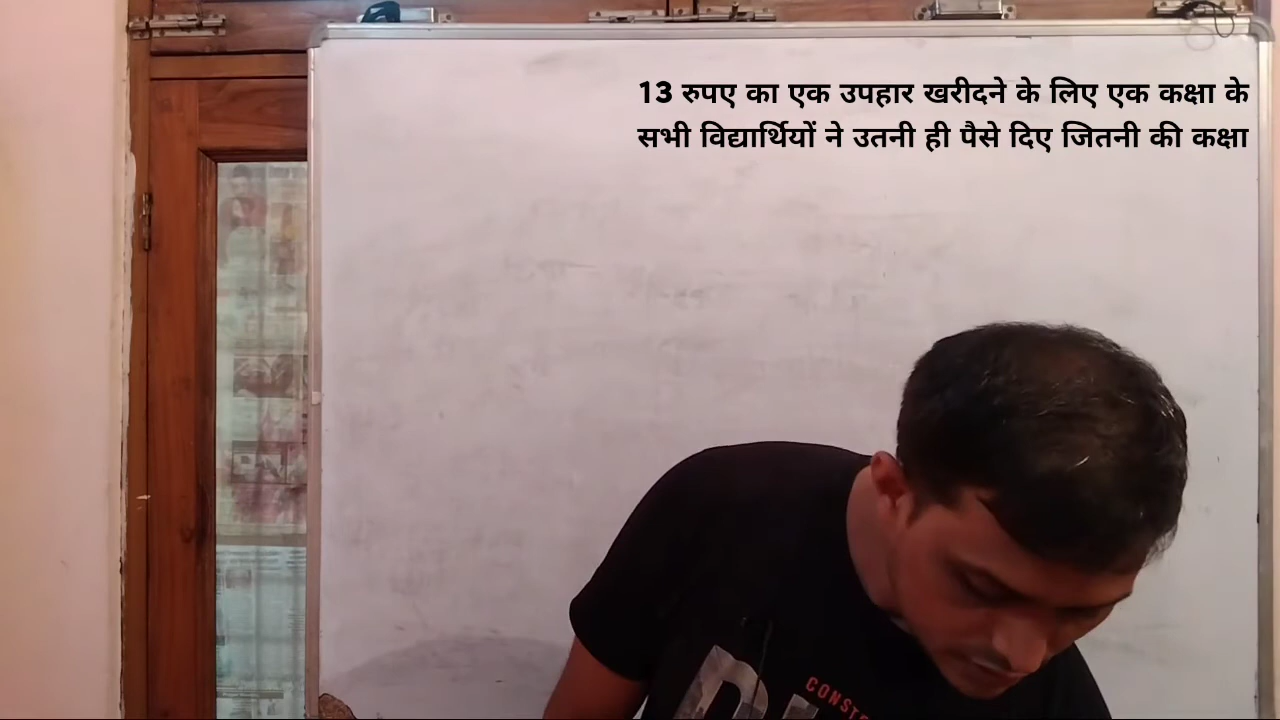 13 रुपए का एक उपहार खरीदने के लिए एक कक्षा के
सभी विद्यार्थियों ने उतनी ही पैसे दिए जितनी की कक्षा